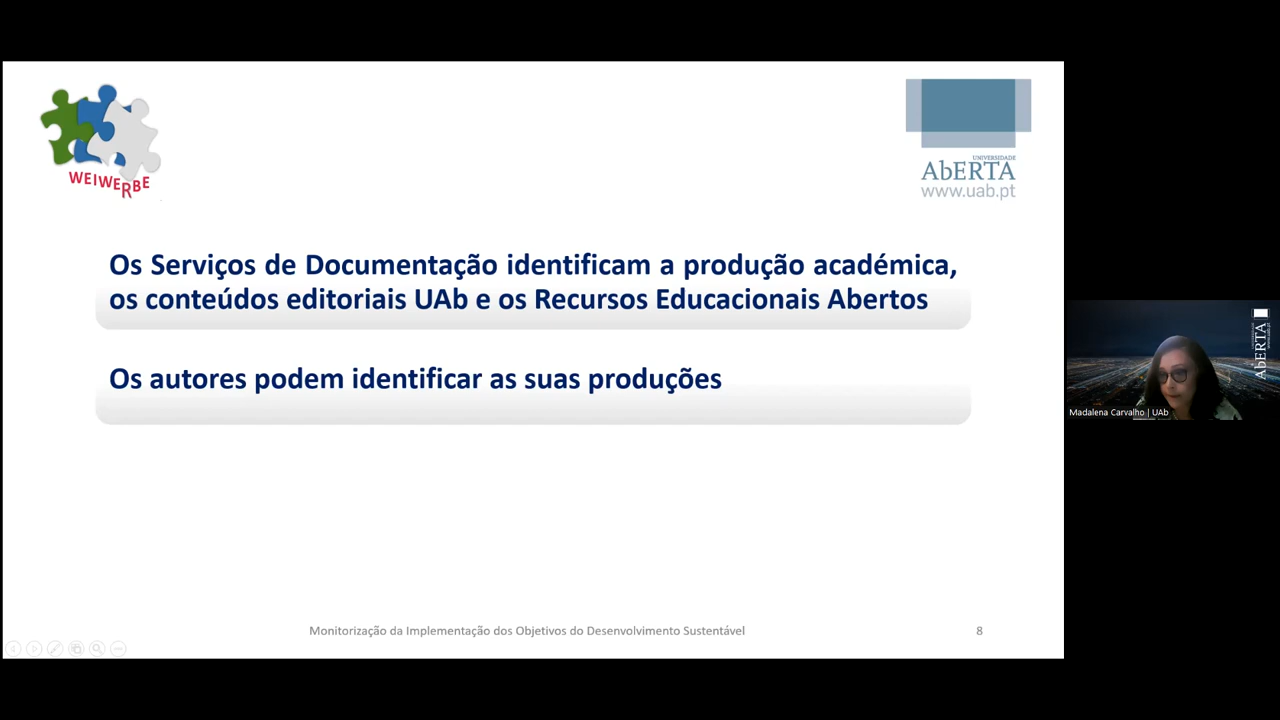 WEIWERBE
UNIVERSIDADE
AbERTA
www.uab.pt
Os Serviços de Documentação identificam a produção académica,
os conteúdos editoriais UAb e os Recursos Educacionais Abertos
Os autores podem identificar as suas produções
AbERTA
Madalena Carvalho | UAb
Monitorização da Implementação dos Objetivos do Desenvolvimento Sustentável
8